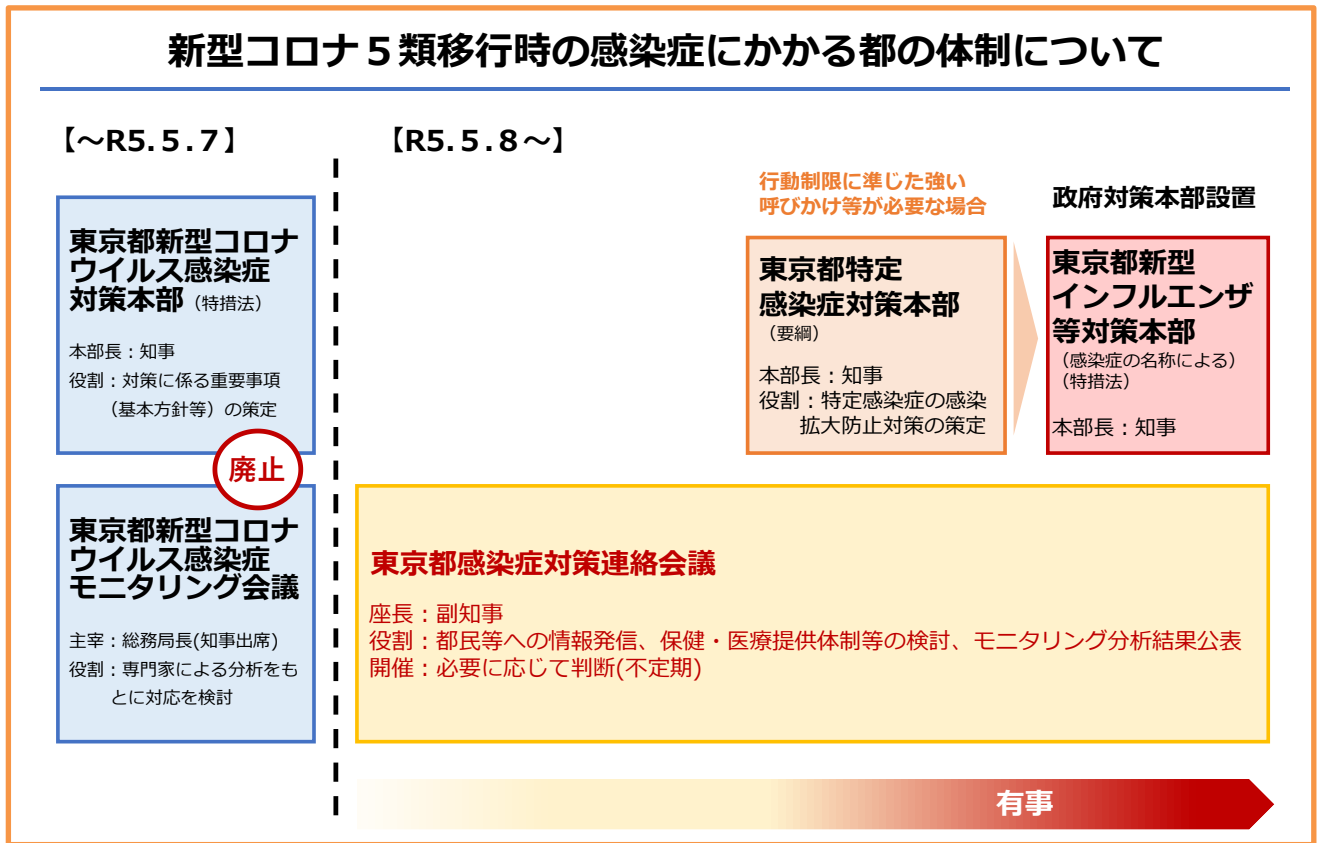 新型コロナ５類移行時の感染症にかかる都の体制について
【～R5.5.7】
【R5.5.8～】
東京都新型コロナ
ウイルス感染症
対策本部（特措法）
本部長：知事
役割：対策に係る重要事項
（基本方針等）の策定
廃止
東京都新型コロナ
ウイルス感染症
モニタリング会議
主宰：総務局長(知事出席)
役割：専門家による分析をも
とに対応を検討
行動制限に準じた強い
呼びかけ等が必要な場合
東京都特定
感染症対策本部
（要綱）
本部長：知事
役割：特定感染症の感染
拡大防止対策の策定
政府対策本部設置
東京都新型
インフルエンザ
等対策本部
（感染症の名称による）
（特措法）
本部長：知事
東京都感染症対策連絡会議
座長：副知事
役割：都民等への情報発信、保健・医療提供体制等の検討、モニタリング分析結果公表
開催：必要に応じて判断(不定期)
有事